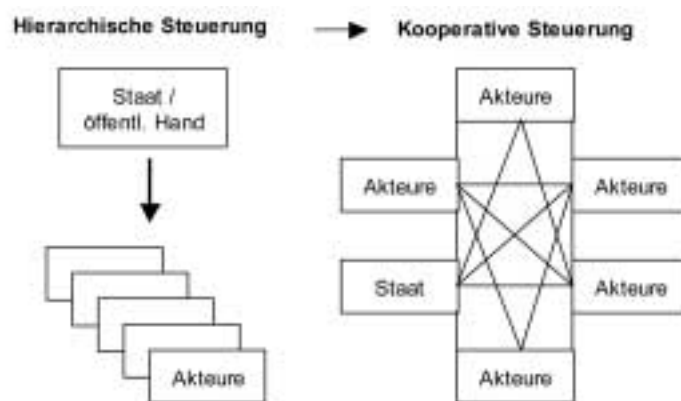 Hierarchische Steuerung
Kooperative Steuerung
Staat /
öffentl. Hand
Akteure
Akteure
Akteure
Akteure
Staat
Akteure
Akteure